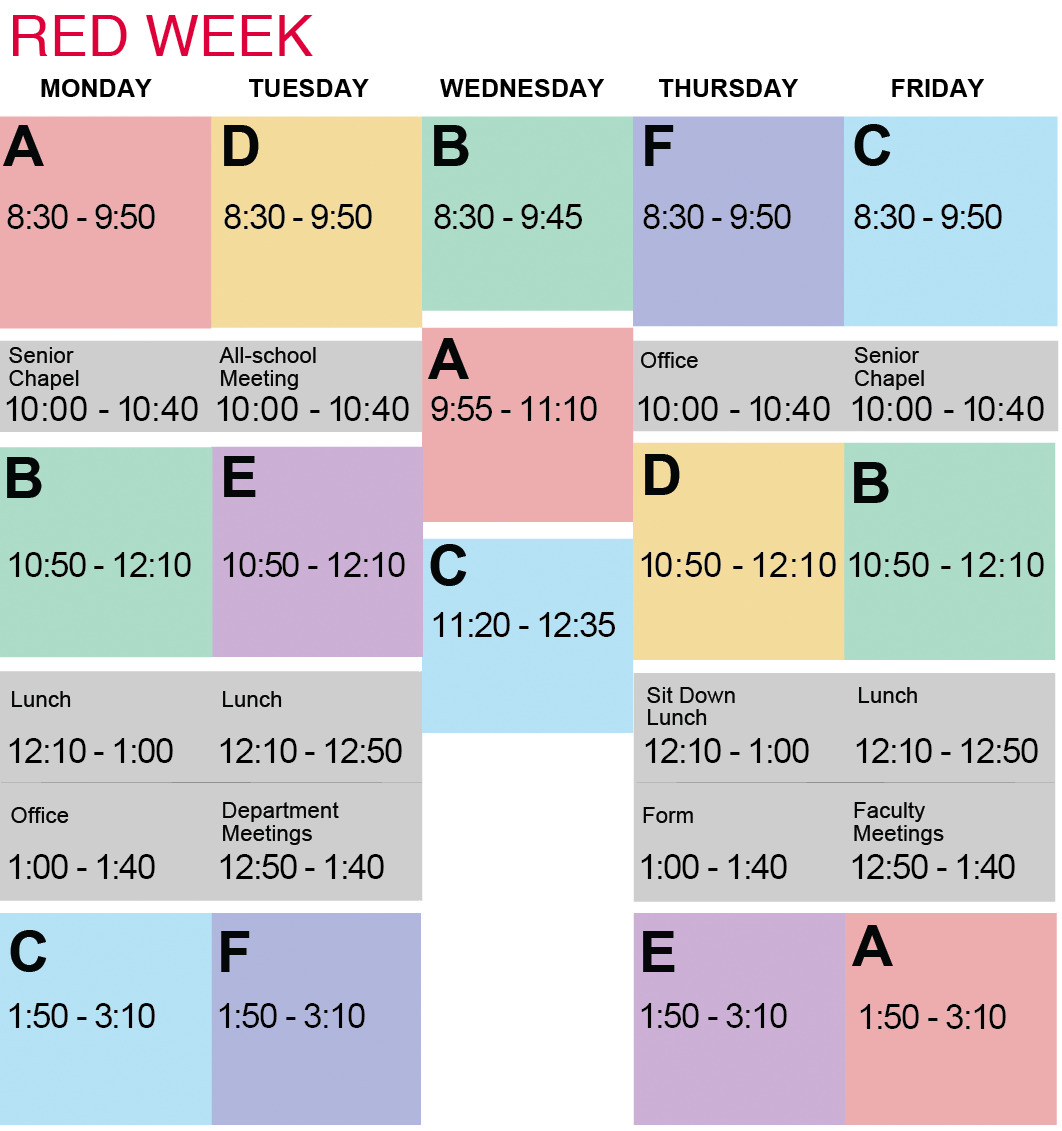 RED WEEK
MONDAY TUESDAY WEDNESDAY THURSDAY FRIDAY
A D B F C
8:30 - 9:50 8:30 - 9:50 8:30 - 9:45 8:30 - 9:50 8:30 - 9:50
Senior
Chapel
10:00 - 10:40
All-school
Meeting
10:00 - 10:40
A
9:55 - 11:10
Office
10:00 - 10:40
Senior
Chapel
10:00 - 10:40
B
10:50 - 12:10
E
10:50 - 12:10
C
11:20 - 12:35
D
10:50 - 12:10
B
10:50 - 12:10
Lunch
12:10 - 1:00
Lunch
12:10 - 12:50
Sit Down
Lunch
12:10 - 1:00
Lunch
12:10 - 12:50
Office
1:00 - 1:40
Department
Meetings
12:50 - 1:40
Form
1:00 - 1:40
Faculty
Meetings
12:50 - 1:40
C
1:50 - 3:10
F
1:50 - 3:10
E
1:50 - 3:10
A
1:50 - 3:10